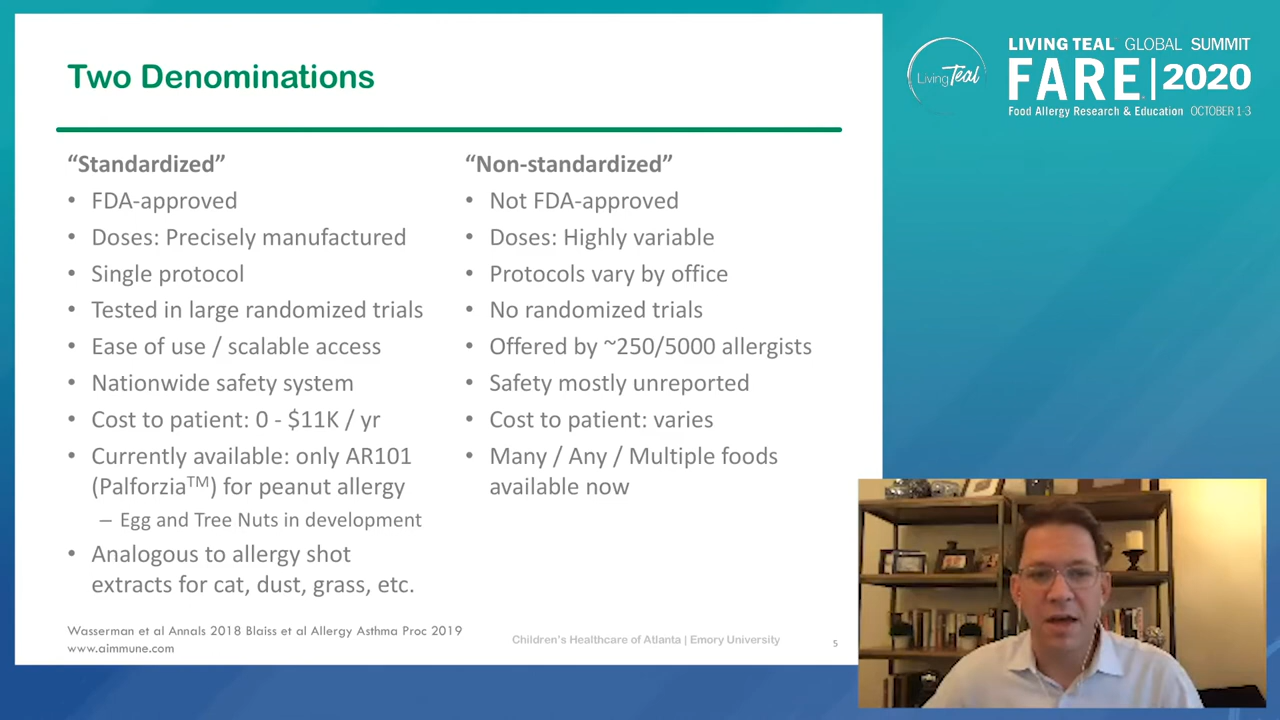 Two Denominations
“Standardized”
• FDA-approved
• Doses: Precisely manufactured
• Single protocol
• Tested in large randomized trials
• Ease of use / scalable access
• Nationwide safety system
• Cost to patient: 0 - $11K / yr
• Currently available: only AR101
(Palforzia™) for peanut allergy
– Egg and Tree Nuts in development
• Analogous to allergy shot
extracts for cat, dust, grass, etc.
“Non-standardized”
• Not FDA-approved
• Doses: Highly variable
• Protocols vary by office
• No randomized trials
• Offered by ~250/5000 allergists
• Safety mostly unreported
• Cost to patient: varies
• Many / Any / Multiple foods
available now
Wasserman et al Annals 2018 Blaiss et al Allergy Asthma Proc 2019
www.aimmune.com
Children's Healthcare of Atlanta | Emory University
5
Living Teal
LIVING TEAL GLOBAL SUMMIT
FARE | 2020
Food Allergy Research & Education OCTOBER 1-3